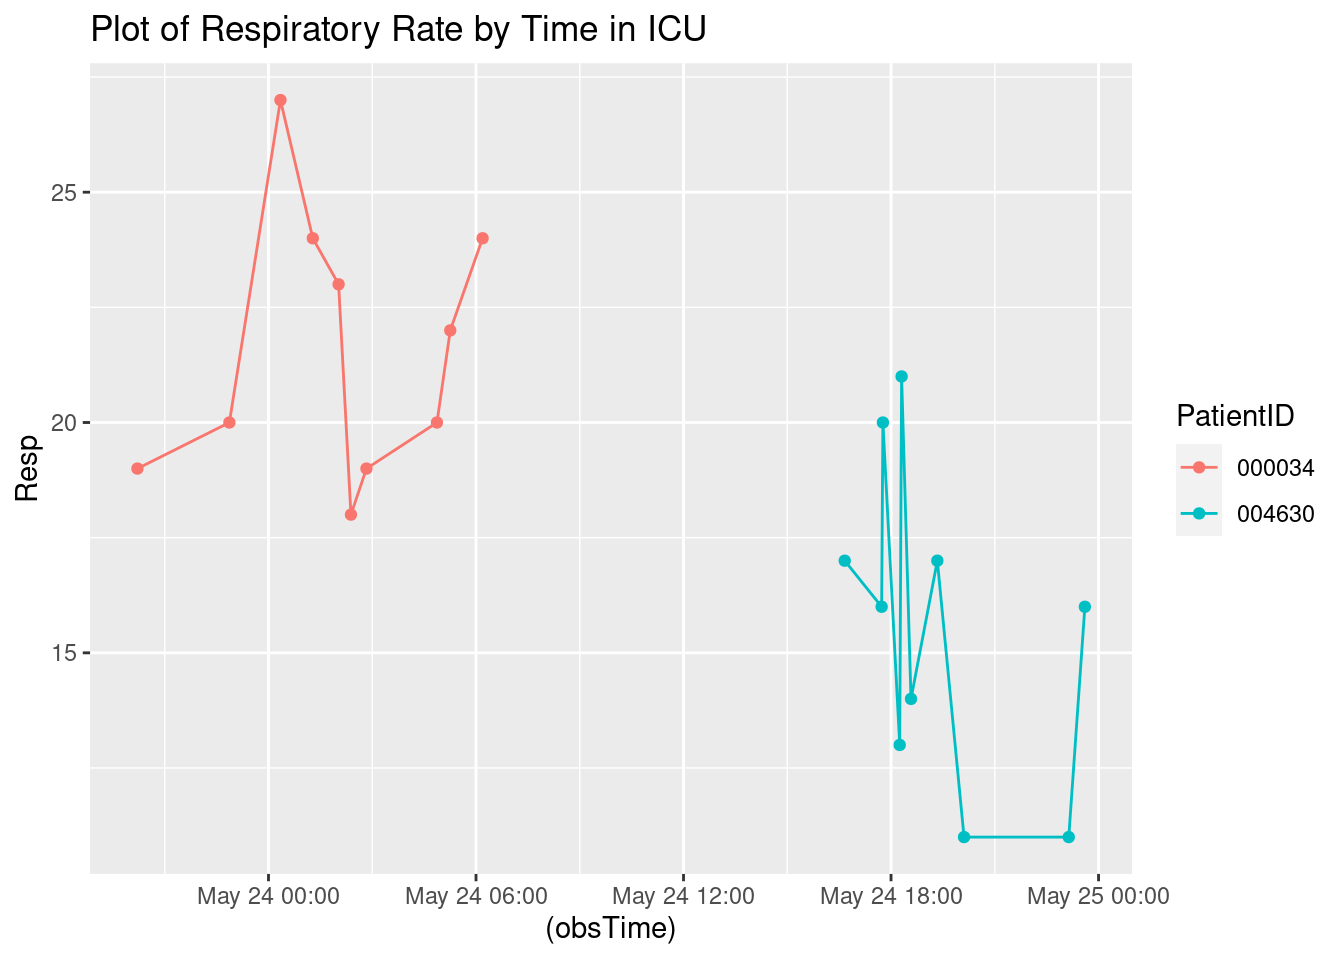 Plot of Respiratory Rate by Time in ICU
25
20
15
Resp
May 24 00:00
May 24 06:00
May 24 12:00
May 24 18:00
May 25 00:00
(obsTime)
PatientID
000034
004630